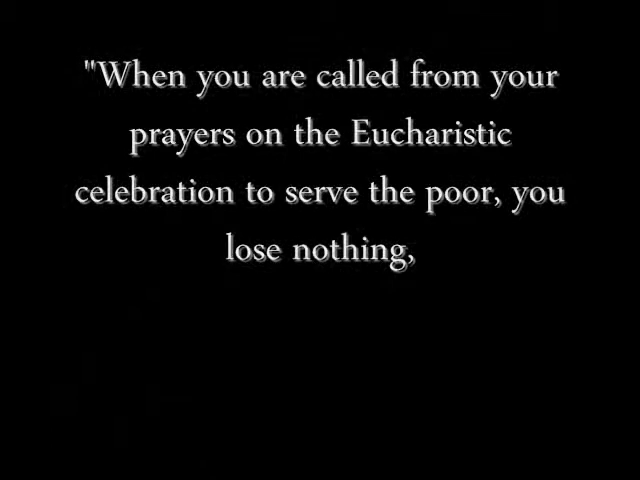 "When you are called from your
prayers on the Eucharistic
celebration to serve the poor, you
lose nothing,